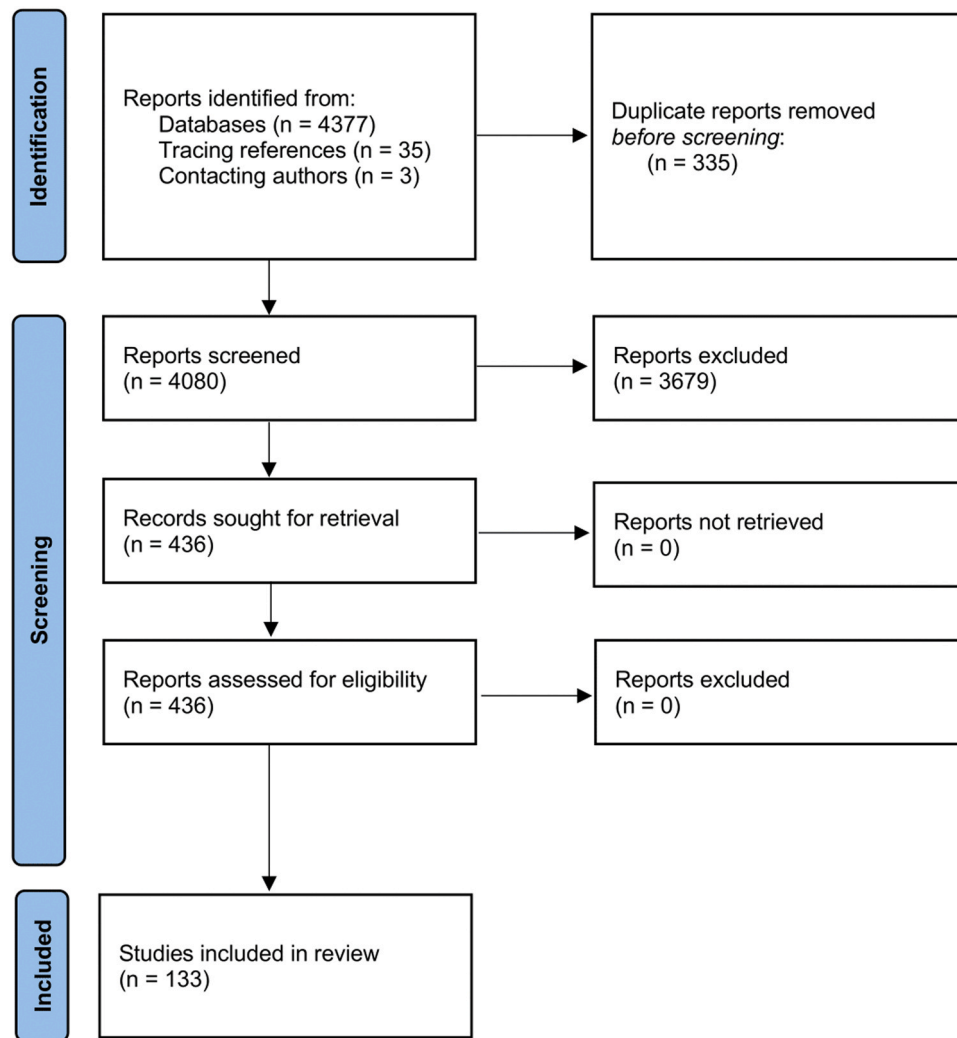 Identification
Reports identified from:
Databases (n = 4377)
Tracing references (n = 35)
Contacting authors (n = 3)
Duplicate reports removed
before screening:
(n = 335)
Screening
Reports screened
(n = 4080)
Reports excluded
(n = 3679)
Records sought for retrieval
(n = 436)
Reports not retrieved
(n = 0)
Reports assessed for eligibility
(n = 436)
Reports excluded
(n = 0)
Included
Studies included in review
(n = 133)